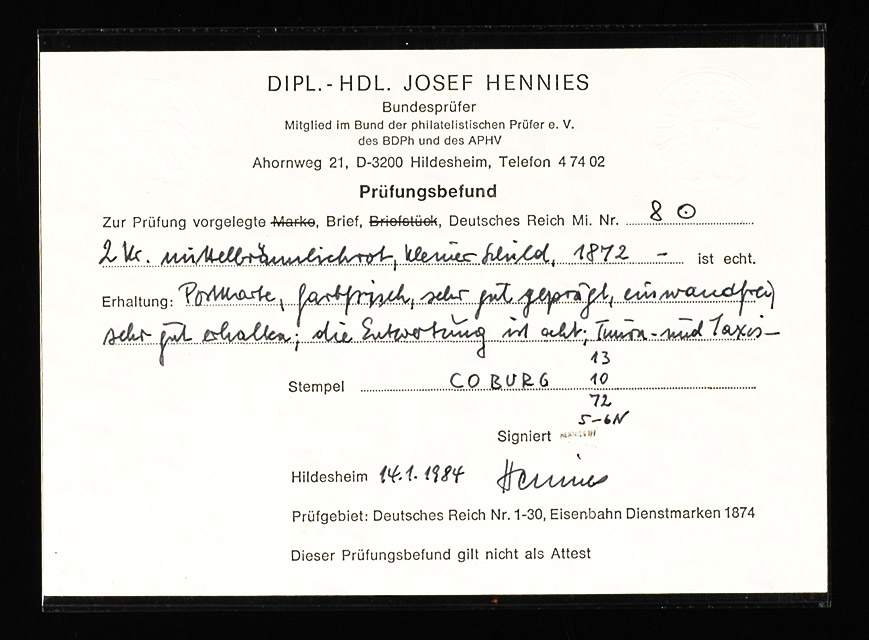 DIPL.-HDL. JOSEF HENNIES
Bundesprüfer
Mitglied im Bund der philatelistischen Prüfer e. V.
des BDPh und des APHV
Ahornweg 21, D-3200 Hildesheim, Telefon 4 74 02
Prüfungsbefund
Zur Prüfung vorgelegte Marke, Brief, Briefstück, Deutsches Reich Mi. Nr. 8 ⊙
2 Kr. mittelbräunlichrot, kleiner Schild, 1872 - ist echt.
Erhaltung: Postkarte, farbfrisch, sehr gut geprägt, einwandfrei
sehr gut erhalten; die Entwertung ist echt; Thurn- und Taxis-
Stempel COBURG 13
10
72
5-6N
Signiert
Hildesheim 14.1.1984 Hennies
Prüfgebiet: Deutsches Reich Nr. 1-30, Eisenbahn Dienstmarken 1874
Dieser Prüfungsbefund gilt nicht als Attest